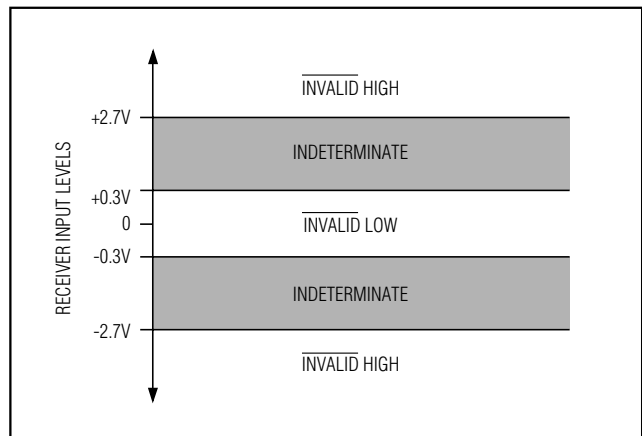 INVALID HIGH
+2.7V
INDETERMINATE
+0.3V
0
INVALID LOW
-0.3V
INDETERMINATE
-2.7V
INVALID HIGH
RECEIVER INPUT LEVELS